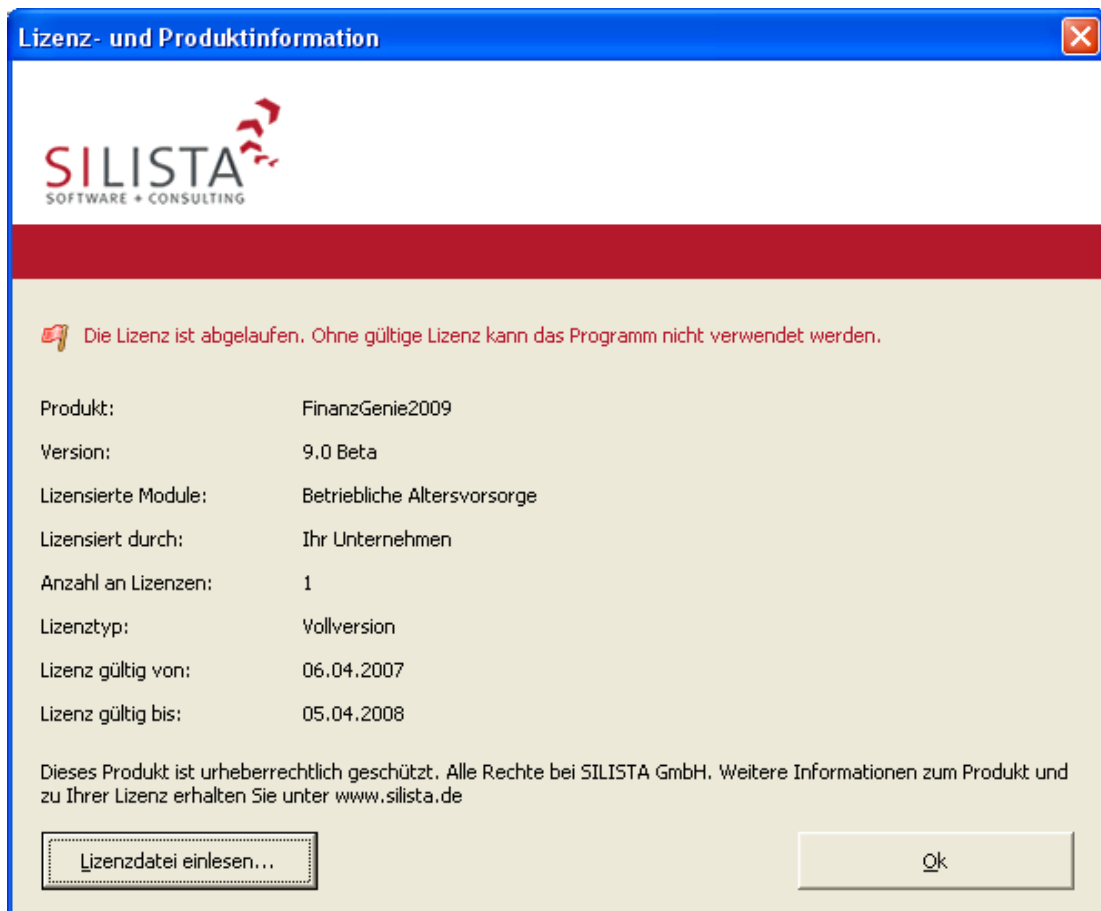 Lizenz- und Produktinformation
SILISTA
SOFTWARE + CONSULTING
Die Lizenz ist abgelaufen. Ohne gültige Lizenz kann das Programm nicht verwendet werden.
Produkt: FinanzGenie2009
Version: 9.0 Beta
Lizensierte Module: Betriebliche Altersvorsorge
Lizensiert durch: Ihr Unternehmen
Anzahl an Lizenzen: 1
Lizenztyp: Vollversion
Lizenz gültig von: 06.04.2007
Lizenz gültig bis: 05.04.2008
Dieses Produkt ist urheberrechtlich geschützt. Alle Rechte bei SILISTA GmbH. Weitere Informationen zum Produkt und
zu Ihrer Lizenz erhalten Sie unter www.silista.de
Lizenzdatei einlesen... Ok